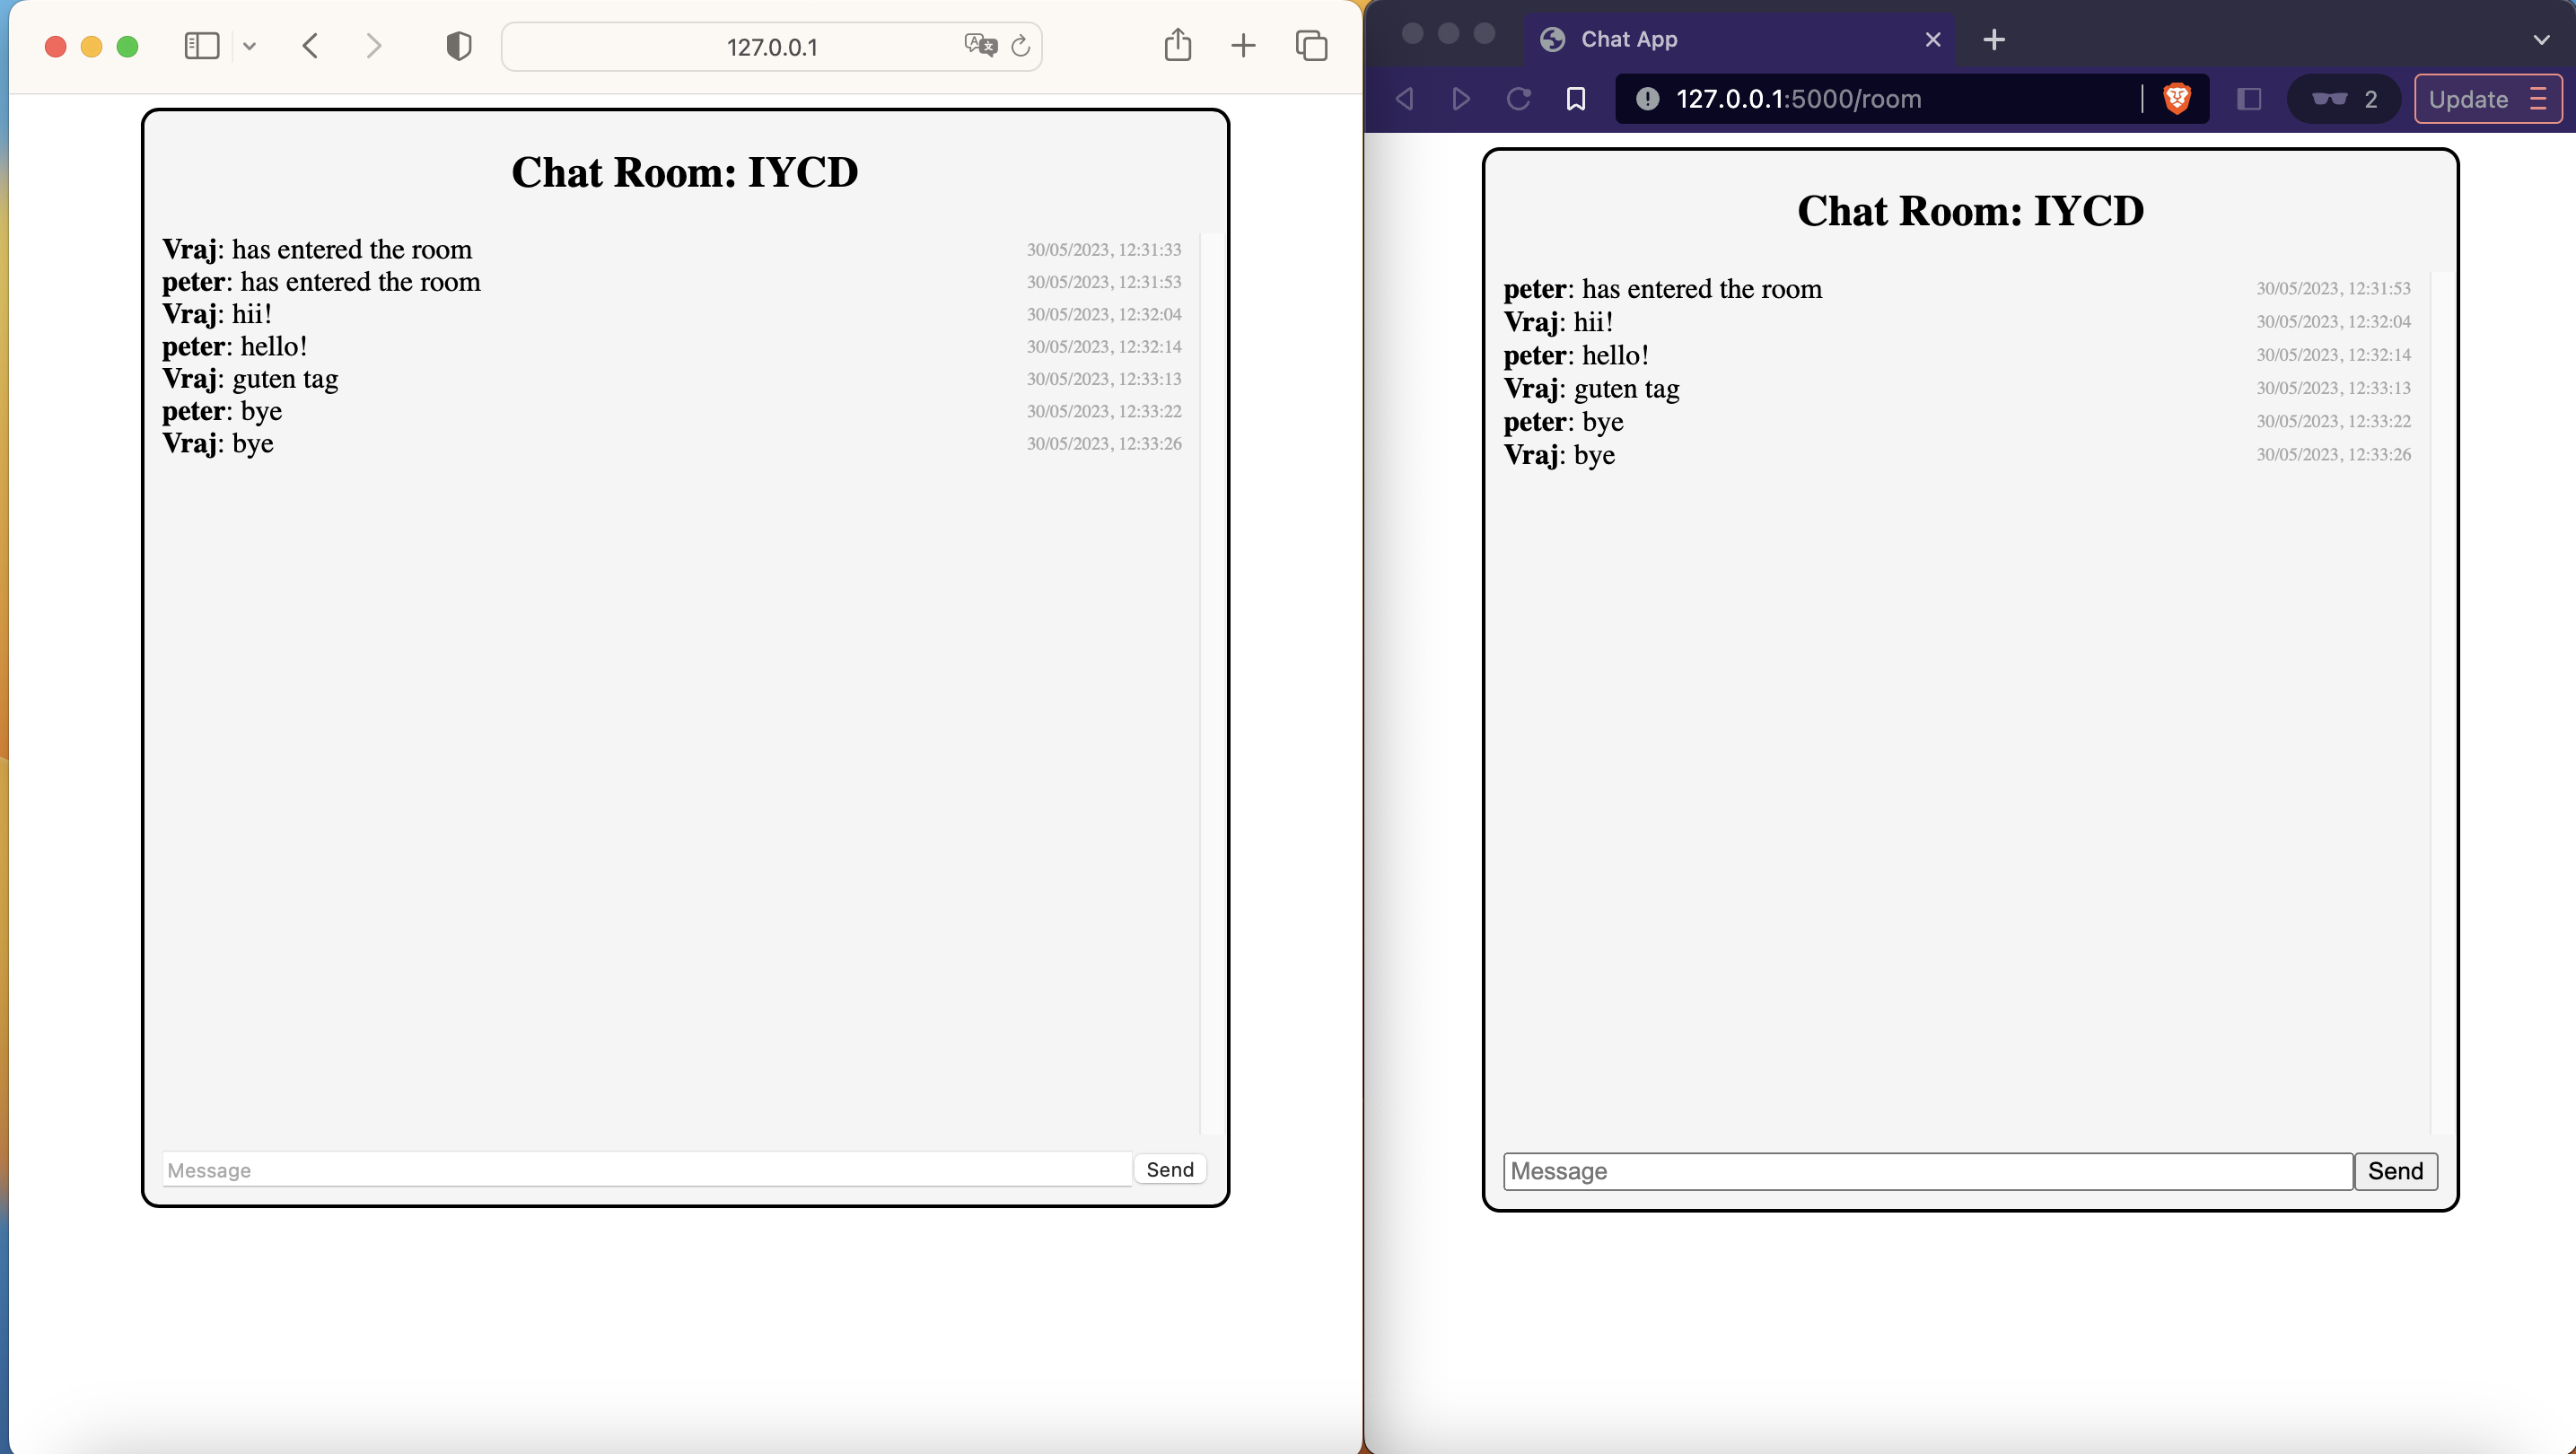 127.0.0.1
Chat Room: IYCD
Vraj: has entered the room 30/05/2023, 12:31:33
peter: has entered the room 30/05/2023, 12:31:53
Vraj: hii! 30/05/2023, 12:32:04
peter: hello! 30/05/2023, 12:32:14
Vraj: guten tag 30/05/2023, 12:33:13
peter: bye 30/05/2023, 12:33:22
Vraj: bye 30/05/2023, 12:33:26
Message Send
Chat App
127.0.0.1:5000/room 2 Update
Chat Room: IYCD
peter: has entered the room 30/05/2023, 12:31:53
Vraj: hii! 30/05/2023, 12:32:04
peter: hello! 30/05/2023, 12:32:14
Vraj: guten tag 30/05/2023, 12:33:13
peter: bye 30/05/2023, 12:33:22
Vraj: bye 30/05/2023, 12:33:26
Message Send